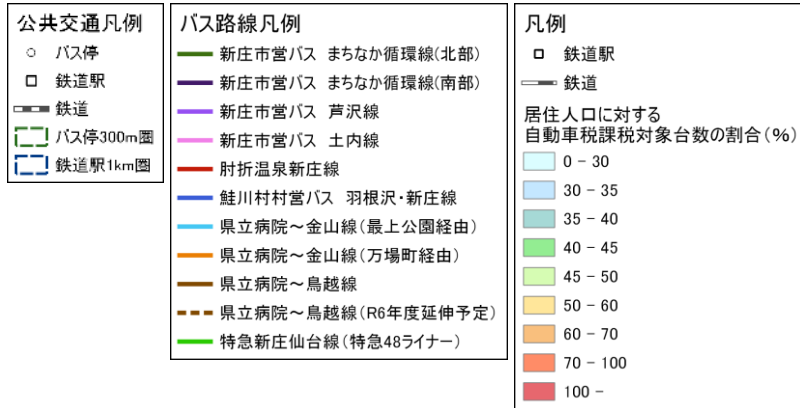 公共交通凡例
バス停
鉄道駅
鉄道
バス停300m圏
鉄道駅1km圏
バス路線凡例
新庄市営バス まちなか循環線(北部)
新庄市営バス まちなか循環線(南部)
新庄市営バス 芦沢線
新庄市営バス 土内線
肘折温泉新庄線
鮭川村村営バス 羽根沢・新庄線
県立病院～金山線(最上公園経由)
県立病院～金山線(万場町経由)
県立病院～鳥越線
県立病院～鳥越線(R6年度延伸予定)
特急新庄仙台線(特急48ライナー)
凡例
鉄道駅
鉄道
居住人口に対する
自動車税課税対象台数の割合(%)
0 - 30
30 - 35
35 - 40
40 - 45
45 - 50
50 - 60
60 - 70
70 - 100
100 -